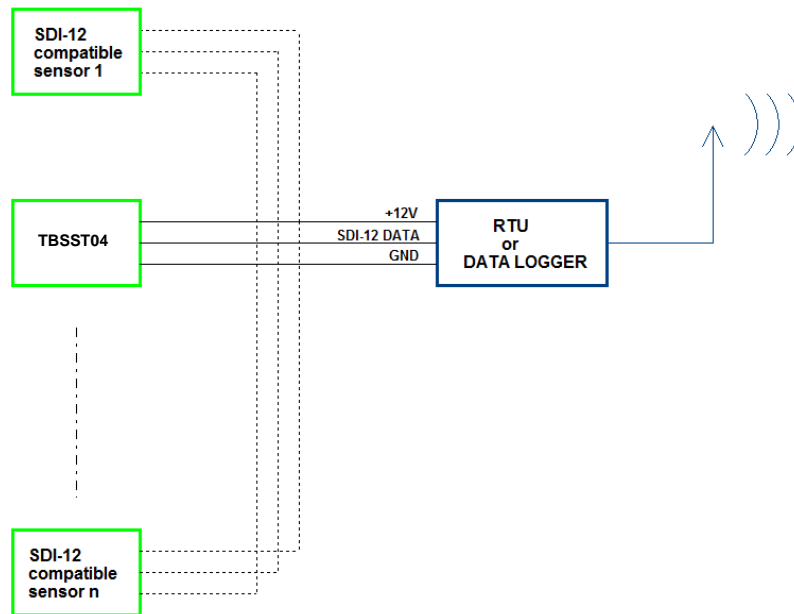 SDI-12
compatible
sensor 1
TBSST04
+12V
SDI-12 DATA
GND
RTU
or
DATA LOGGER
SDI-12
compatible
sensor n